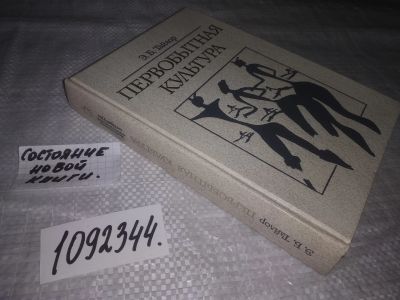 Э.Б. Тайлор
ПЕРВОБЫТНАЯ
КУЛЬТУРА
Э. Б. Тайлор ПЕРВОБЫТНАЯ КУЛЬТУРА
СОСТОЯНИЕ
НОВОЙ
КНИГИ.
1092344.